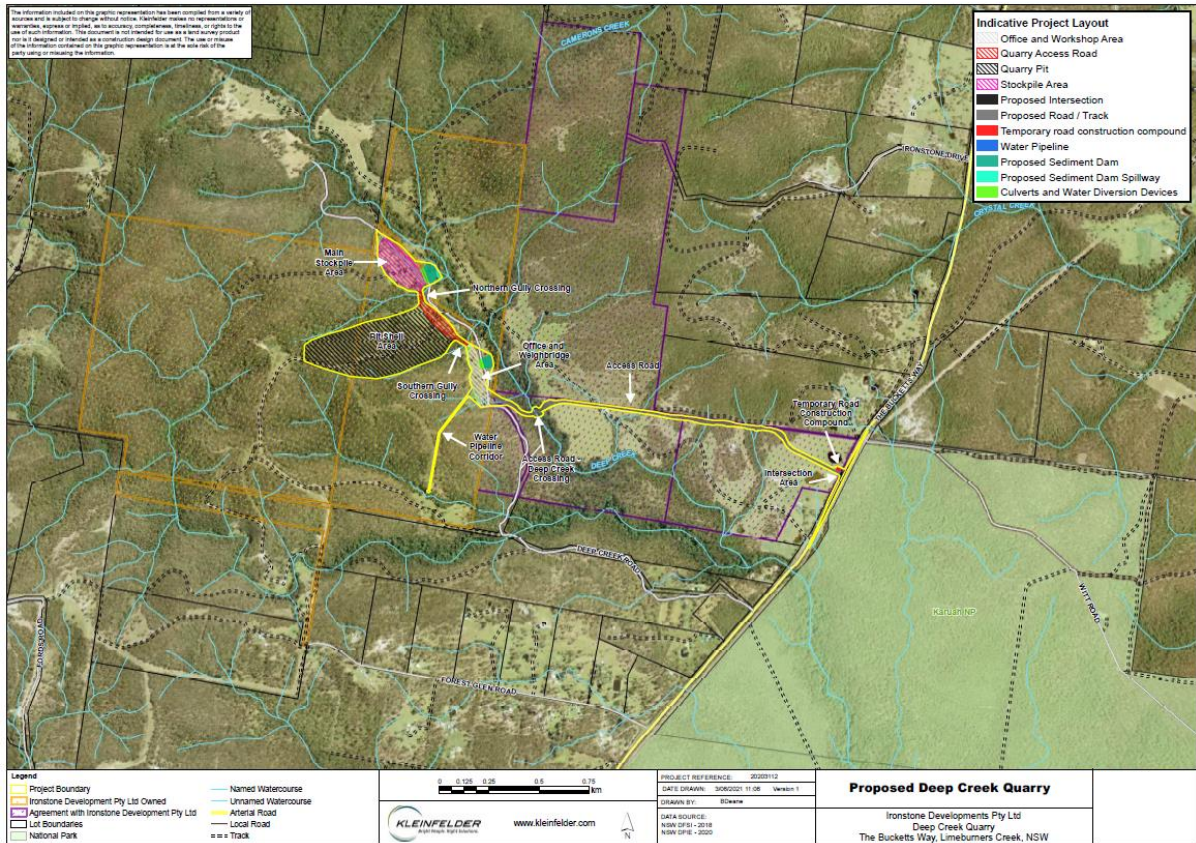 The information included on this graphic representation has been compiled from a variety of
sources and is subject to change without notice. Kleinfelder makes no representations or
warranties, express or implied, as to accuracy, completeness, timeliness, or rights to the
use of such information. This document is not intended for use as a land survey product
nor is it designed or intended as a construction design document. The use or misuse
of the information contained on this graphic representation is at the sole risk of the
party using or misusing the information.
Indicative Project Layout
Office and Workshop Area
Quarry Access Road
Quarry Pit
Stockpile Area
Proposed Intersection
Proposed Road / Track
Temporary road construction compound
Water Pipeline
Proposed Sediment Dam
Proposed Sediment Dam Spillway
Culverts and Water Diversion Devices
CAMERONS CREEK
IRONSTONE DRIVE
CRYSTAL CREEK
Main
Stockpile
Area
Northern Gully Crossing
Pit Shell
Area
Office and
Weighbridge
Area
Southern Gully
Crossing
Access Road
THE BUCKETTS WAY
Temporary Road
Construction
Compound
Water
Pipeline
Corridor
Access Road -
Deep Creek
Crossing
DEEP CREEK
Intersection
Area
DEEP CREEK ROAD
Karuah NP
WITT ROAD
FORDS ROAD
FOREST GLEN ROAD
Legend
Project Boundary
Ironstone Development Pty Ltd Owned
Agreement with Ironstone Development Pty Ltd
Lot Boundaries
National Park
Named Watercourse
Unnamed Watercourse
Arterial Road
Local Road
Track
0 0.125 0.25 0.5 0.75
km
KLEINFELDER
Bright People. Right Solutions.
www.kleinfelder.com
N
PROJECT REFERENCE: 20203112
DATE DRAWN: 3/06/2021 11:08 Version 1
DRAWN BY: BDeane
DATA SOURCE:
NSW DFSI - 2018
NSW DPIE - 2020
Proposed Deep Creek Quarry
Ironstone Developments Pty Ltd
Deep Creek Quarry
The Bucketts Way, Limeburners Creek, NSW